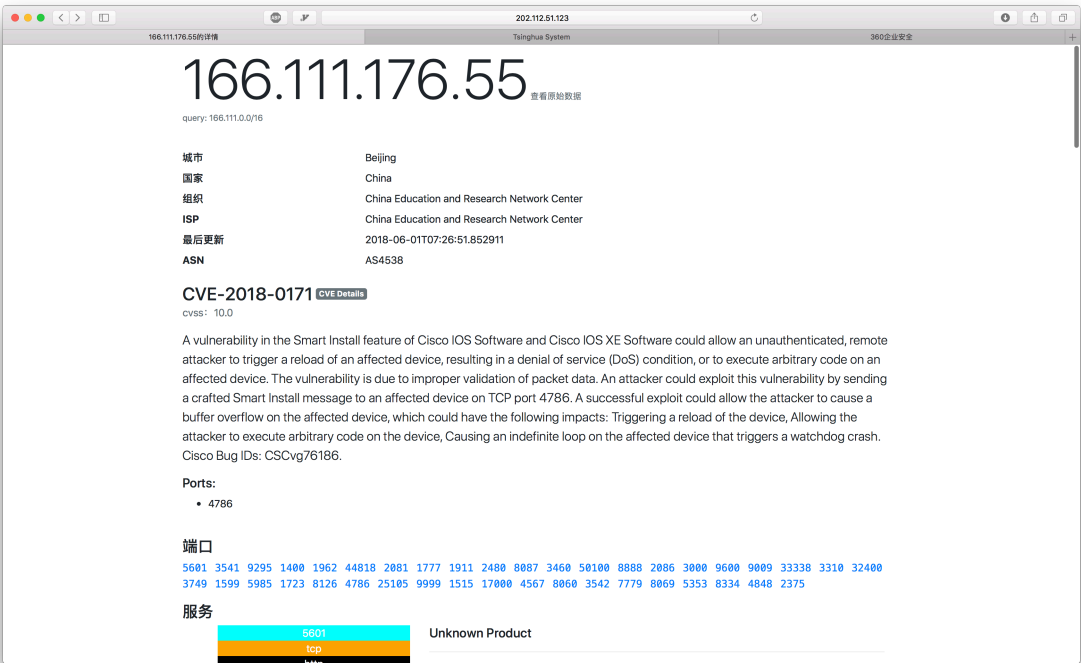 ABP
202.112.51.123
166.111.176.55的详情
Tsinghua System
360企业安全
166.111.176.55 查看原始数据
query: 166.111.0.0/16
城市 Beijing
国家 China
组织 China Education and Research Network Center
ISP China Education and Research Network Center
最后更新 2018-06-01T07:26:51.852911
ASN AS4538
CVE-2018-0171 CVE Details
cvss: 10.0
A vulnerability in the Smart Install feature of Cisco IOS Software and Cisco IOS XE Software could allow an unauthenticated, remote
attacker to trigger a reload of an affected device, resulting in a denial of service (DoS) condition, or to execute arbitrary code on an
affected device. The vulnerability is due to improper validation of packet data. An attacker could exploit this vulnerability by sending
a crafted Smart Install message to an affected device on TCP port 4786. A successful exploit could allow the attacker to cause a
buffer overflow on the affected device, which could have the following impacts: Triggering a reload of the device, Allowing the
attacker to execute arbitrary code on the device, Causing an indefinite loop on the affected device that triggers a watchdog crash.
Cisco Bug IDs: CSCvg76186.
Ports:
• 4786
端口
5601 3541 9295 1400 1962 44818 2081 1777 1911 2480 8087 3460 50100 8888 2086 3000 9600 9009 33338 3310 32400
3749 1599 5985 1723 8126 4786 25105 9999 1515 17000 4567 8060 3542 7779 8069 5353 8334 4848 2375
服务
5601
Unknown Product
tcp
http